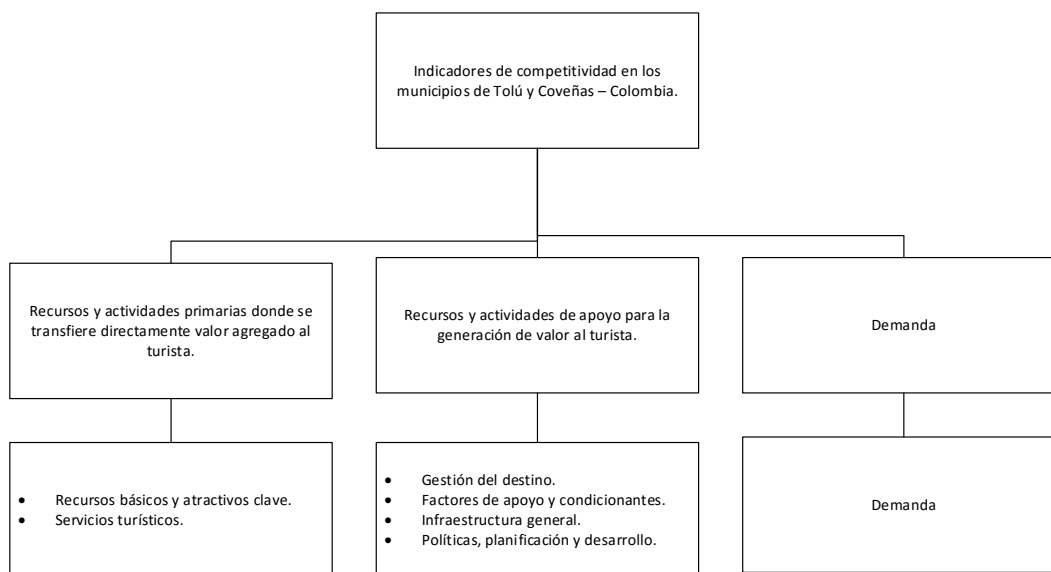 Indicadores de competitividad en los
municipios de Tolú y Coveñas – Colombia.
Recursos y actividades primarias donde se
transfiere directamente valor agregado al
turista.
Recursos y actividades de apoyo para la
generación de valor al turista.
Demanda
• Recursos básicos y atractivos clave.
• Servicios turísticos.
• Gestión del destino.
• Factores de apoyo y condicionantes.
• Infraestructura general.
• Políticas, planificación y desarrollo.
Demanda